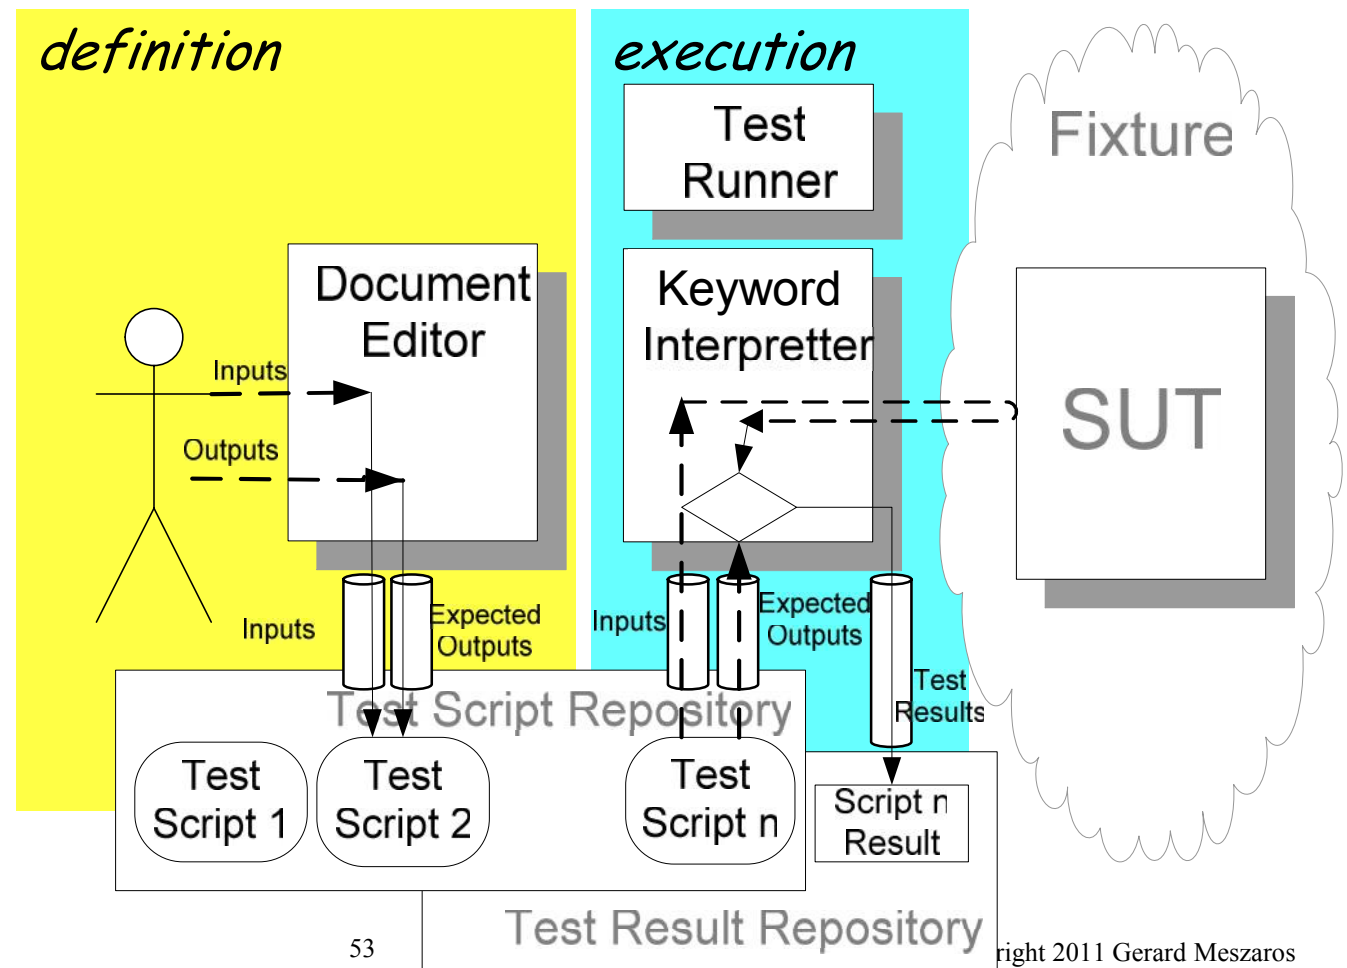 definition
execution
Test
Runner
Fixture
Document
Editor
Keyword
Interpretter
SUT
Inputs
Outputs
Inputs
Expected
Outputs
Inputs
Expected
Outputs
Test
Results
Test Script Repository
Test
Script 1
Test
Script 2
Test
Script n
Script n
Result
Test Result Repository
53
right 2011 Gerard Meszaros